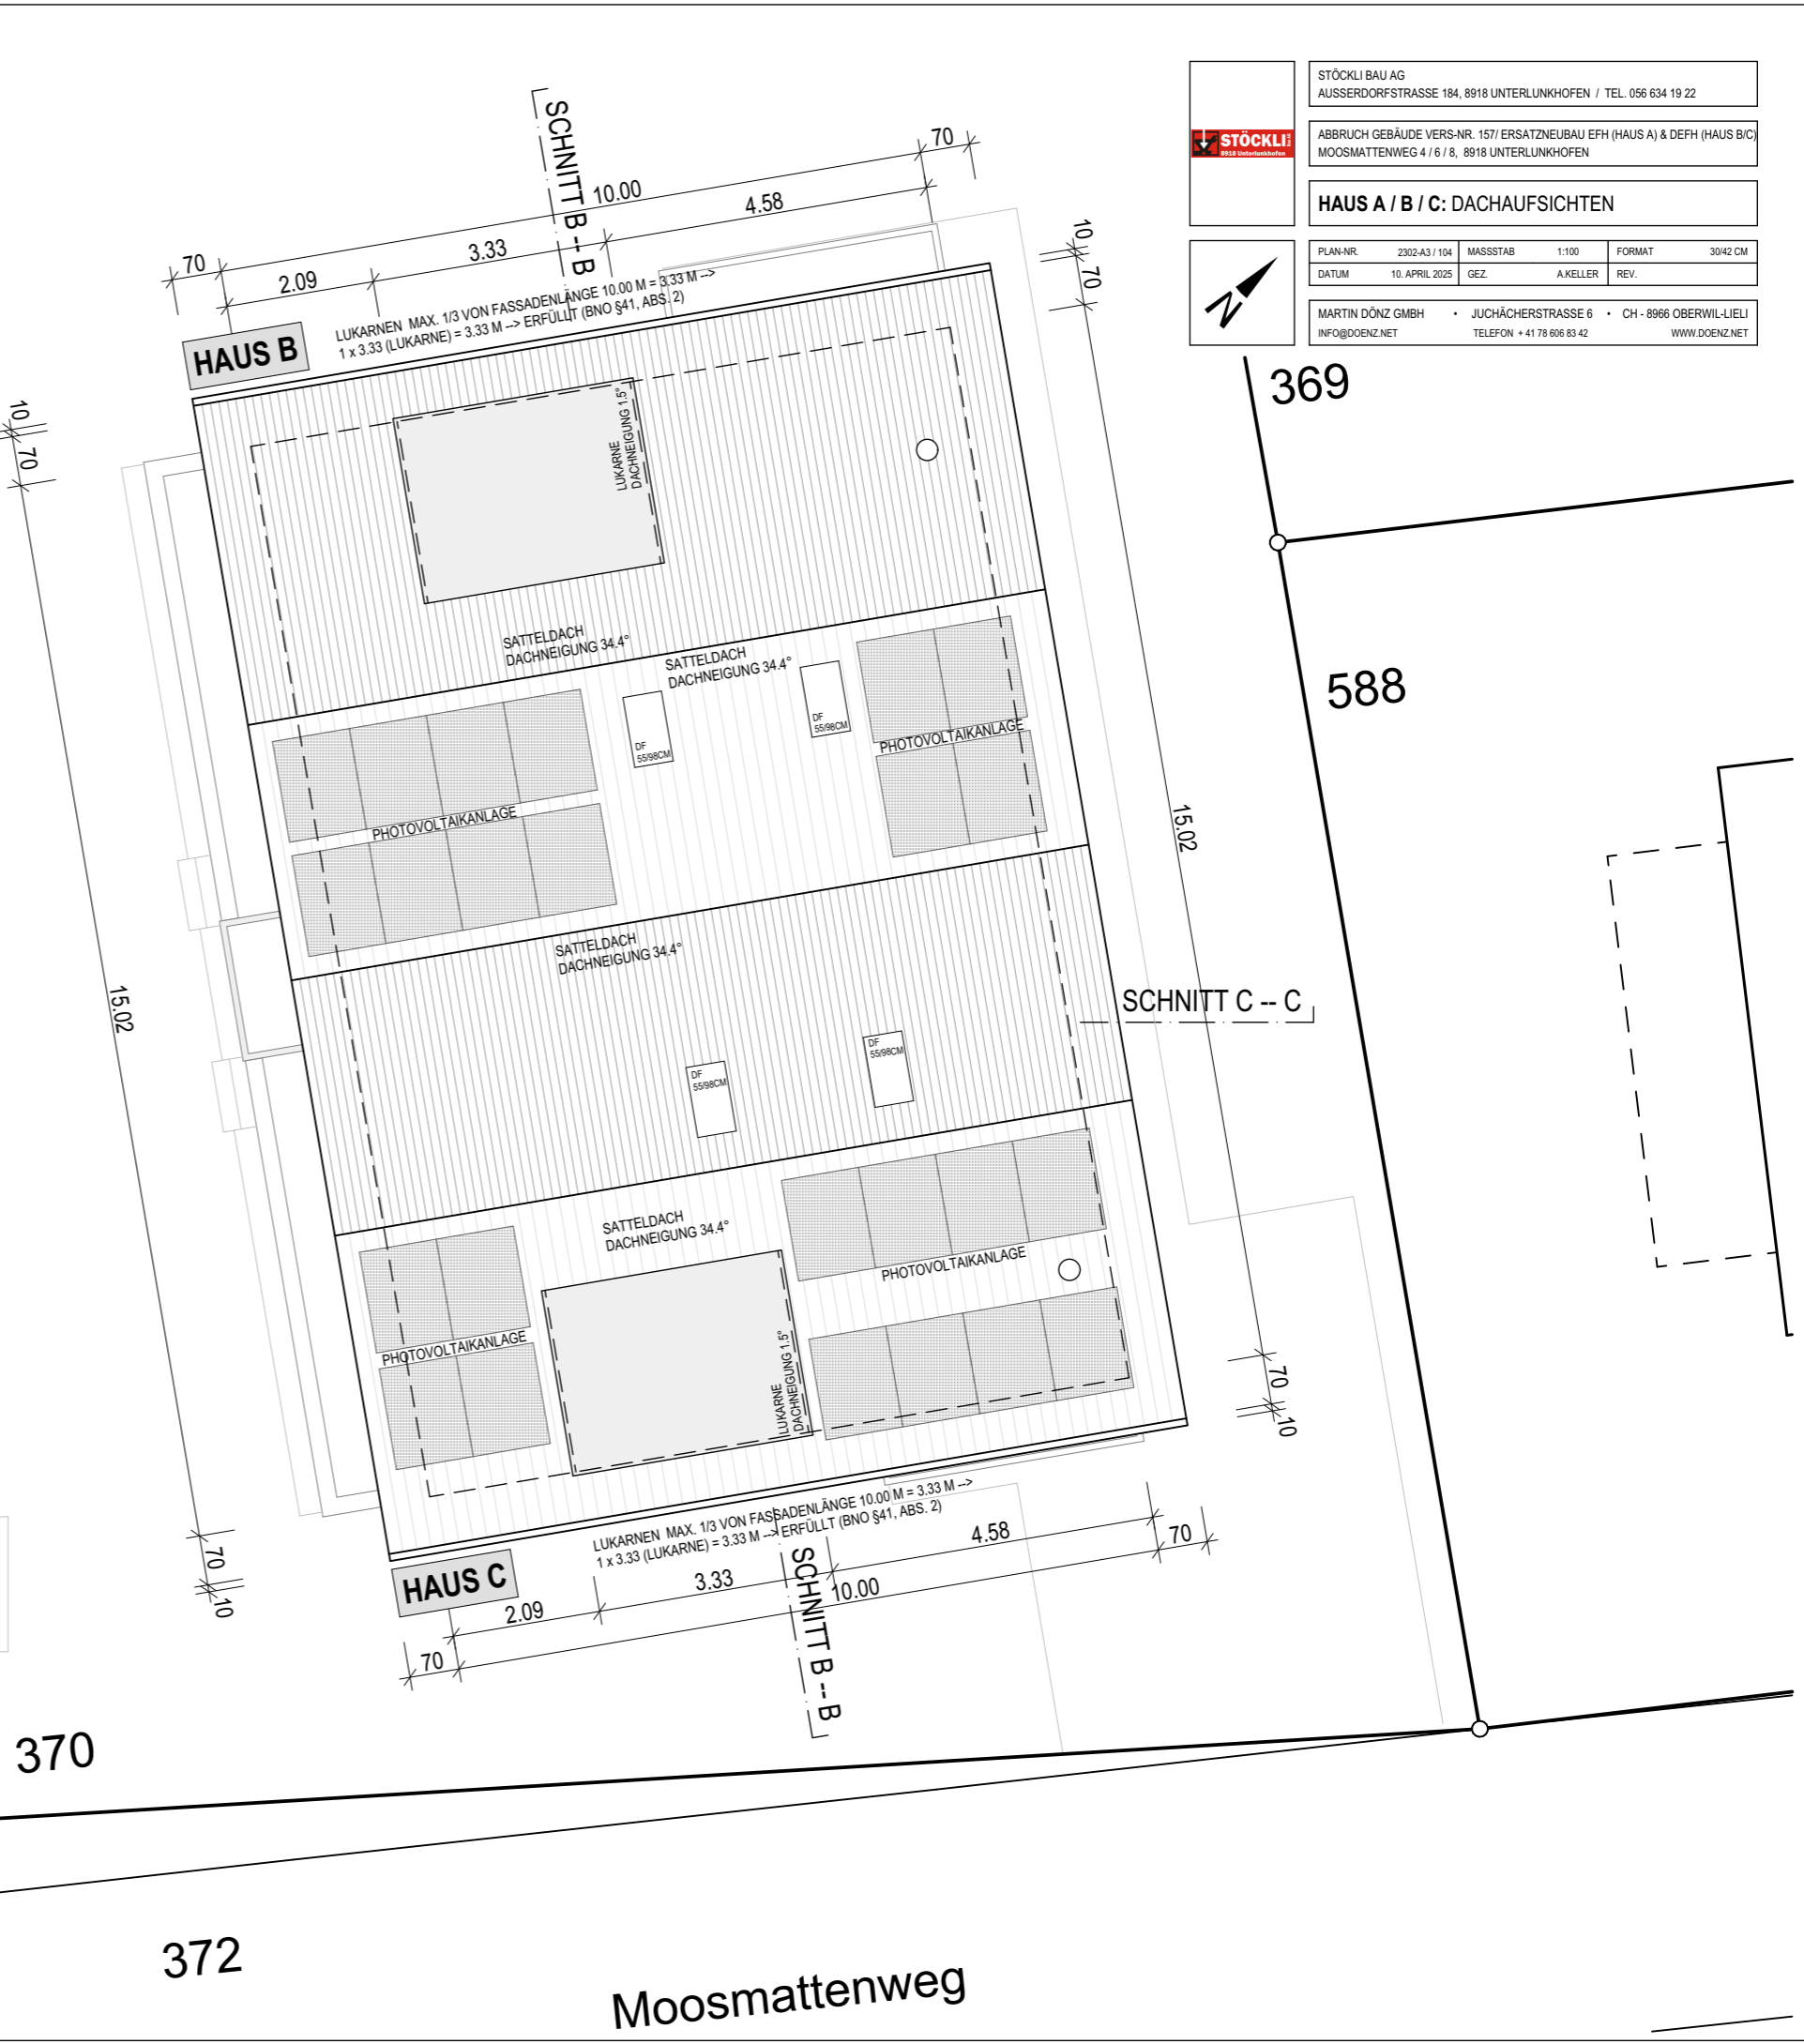 STÖCKLI BAU AG
AUSSERDORFSTRASSE 184, 8918 UNTERLUNKHOFEN / TEL. 056 634 19 22
STÖCKLI
8918 Unterlunkhofen
ABBRUCH GEBÄUDE VERS-NR. 157/ ERSATZNEUBAU EFH (HAUS A) & DEFH (HAUS B/C)
MOOSMATTENWEG 4 / 6 / 8, 8918 UNTERLUNKHOFEN
HAUS A / B / C: DACHAUFSICHTEN
PLAN-NR. 2302-A3 / 104 MASSSTAB 1:100 FORMAT 30/42 CM
DATUM 10. APRIL 2025 GEZ. A.KELLER REV.
N
MARTIN DÖNZ GMBH • JUCHÄCHERSTRASSE 6 • CH - 8966 OBERWIL-LIELI
INFO@DOENZ.NET TELEFON + 41 78 606 83 42 WWW.DOENZ.NET
SCHNITT B -- B
70
10.00
70
2.09
3.33
4.58
10
70
LUKARNEN MAX. 1/3 VON FASSADENLÄNGE 10.00 M = 3.33 M -->
1 x 3.33 (LUKARNE) = 3.33 M --> ERFÜLLT (BNO §41, ABS. 2)
HAUS B
10
70
369
LUKARNE
DACHNEIGUNG 1.5°
SATTELDACH
DACHNEIGUNG 34.4°
SATTELDACH
DACHNEIGUNG 34.4°
588
DF
55/98CM
DF
55/98CM
PHOTOVOLTAIKANLAGE
PHOTOVOLTAIKANLAGE
15.02
15.02
SATTELDACH
DACHNEIGUNG 34.4°
SCHNITT C -- C
DF
55/98CM
DF
55/98CM
SATTELDACH
DACHNEIGUNG 34.4°
PHOTOVOLTAIKANLAGE
PHOTOVOLTAIKANLAGE
LUKARNE
DACHNEIGUNG 1.5°
70
10
70
10
LUKARNEN MAX. 1/3 VON FASSADENLÄNGE 10.00 M = 3.33 M -->
1 x 3.33 (LUKARNE) = 3.33 M --> ERFÜLLT (BNO §41, ABS. 2)
HAUS C
2.09
3.33
4.58
70
10.00
70
SCHNITT B -- B
370
372
Moosmattenweg